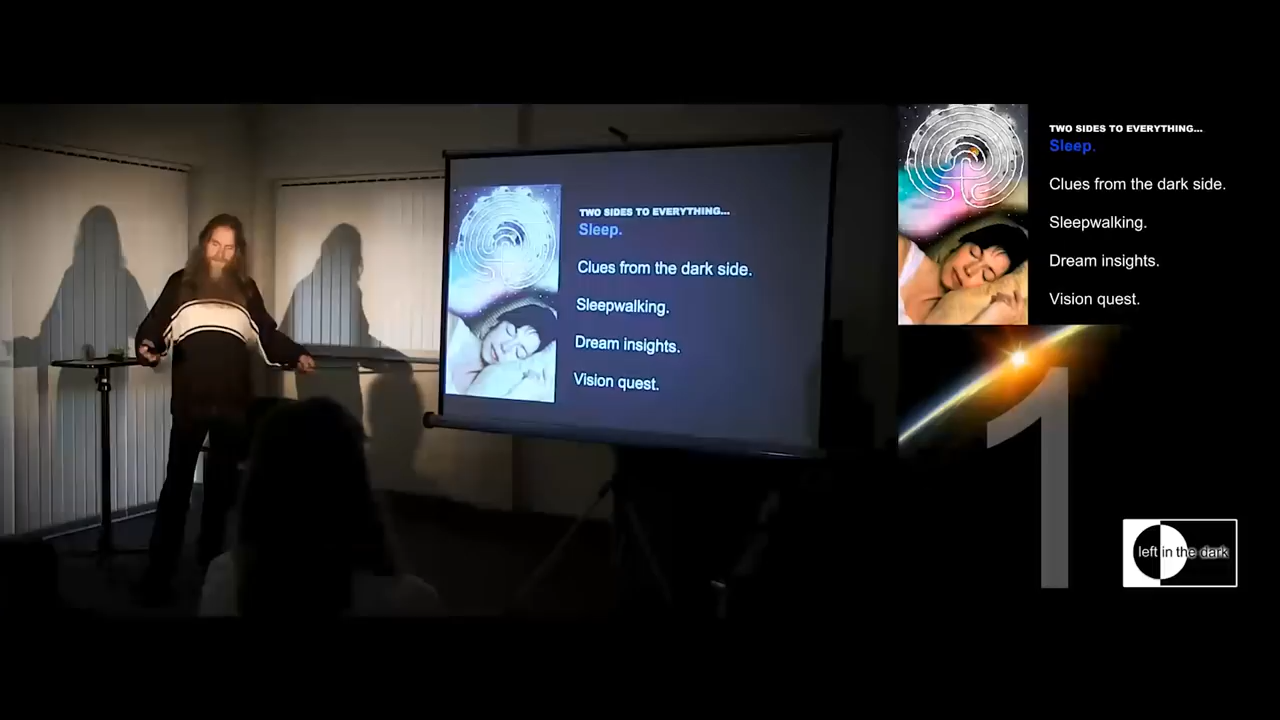 TWO SIDES TO EVERYTHING...
Sleep.
Clues from the dark side.
Sleepwalking.
Dream insights.
Vision quest.
TWO SIDES TO EVERYTHING...
Sleep.
Clues from the dark side.
Sleepwalking.
Dream insights.
Vision quest.
1
left in the dark